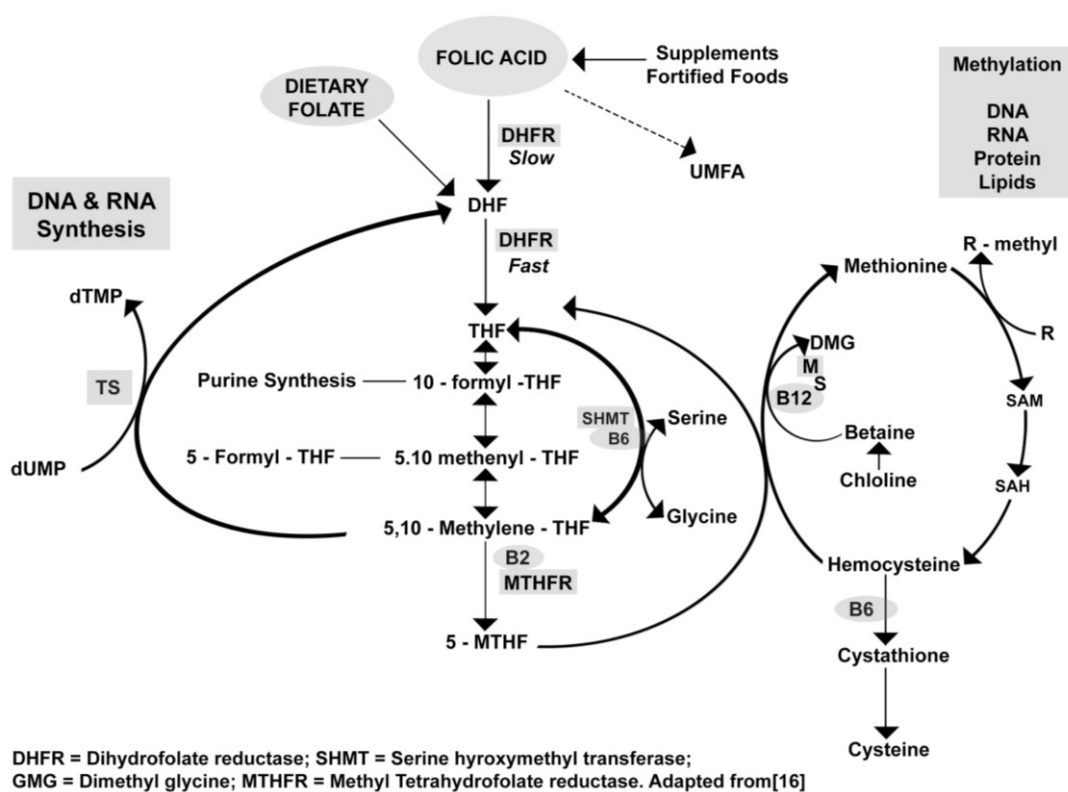 FOLIC ACID
Supplements
Fortified Foods
Methylation
DNA
RNA
Protein
Lipids
DIETARY
FOLATE
DHFR
Slow
UMFA
DNA & RNA
Synthesis
DHF
DHFR
Fast
R - methyl
Methionine
dTMP
THF
R
DMG
M
S
TS
Purine Synthesis
10 - formyl -THF
B12
SAM
SHMT
B6
Serine
Betaine
dUMP
5 - Formyl - THF
5.10 methenyl - THF
Chloline
SAH
Glycine
5,10 - Methylene - THF
B2
MTHFR
Hemocysteine
B6
5 - MTHF
Cystathione
Cysteine
DHFR = Dihydrofolate reductase; SHMT = Serine hyroxymethyl transferase;
GMG = Dimethyl glycine; MTHFR = Methyl Tetrahydrofolate reductase. Adapted from[16]